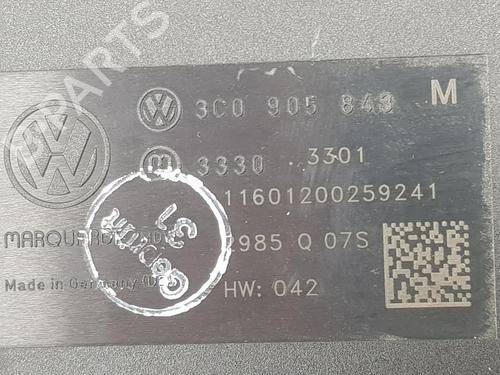 3C0 905 843 M
3330 3301
11601200259241
MARQUARDT
2985 Q 07S
Made in Germany
HW: 042